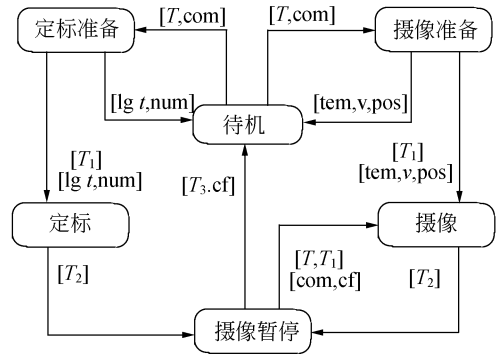 定标准备
[T,com]
[T,com]
摄像准备
[lg t,num]
待机
[tem,v,pos]
[T1]
[lg t,num]
[T3.cf]
[T1]
[tem,v,pos]
定标
摄像
[T2]
[T,T1]
[com,cf]
[T2]
摄像暂停